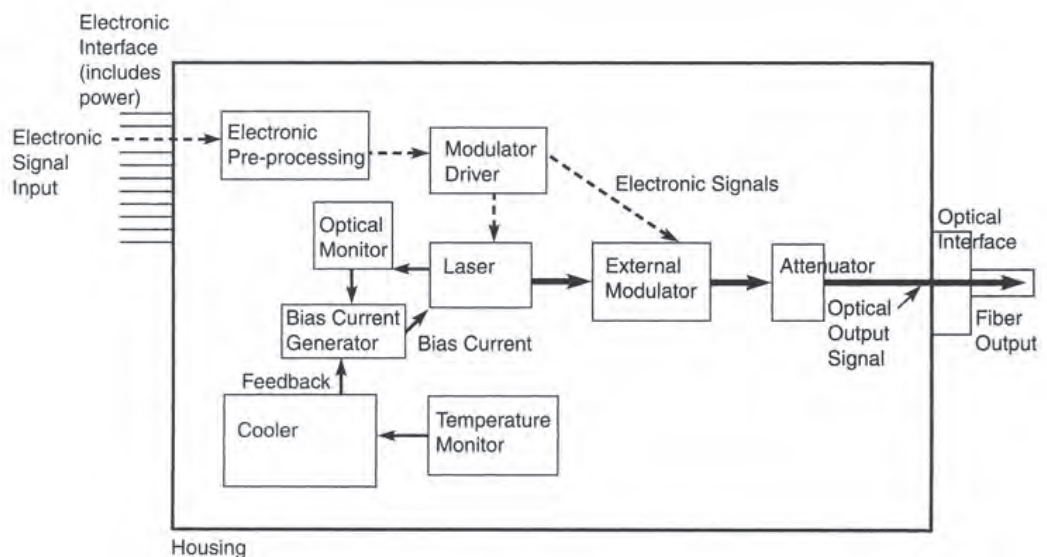 Electronic
Interface
(includes
power)
Electronic
Signal
Input
Electronic
Pre-processing
Modulator
Driver
Electronic Signals
Optical
Monitor
Laser
External
Modulator
Attenuator
Optical
Interface
Optical
Output
Signal
Fiber
Output
Bias Current
Generator
Bias Current
Feedback
Cooler
Temperature
Monitor
Housing